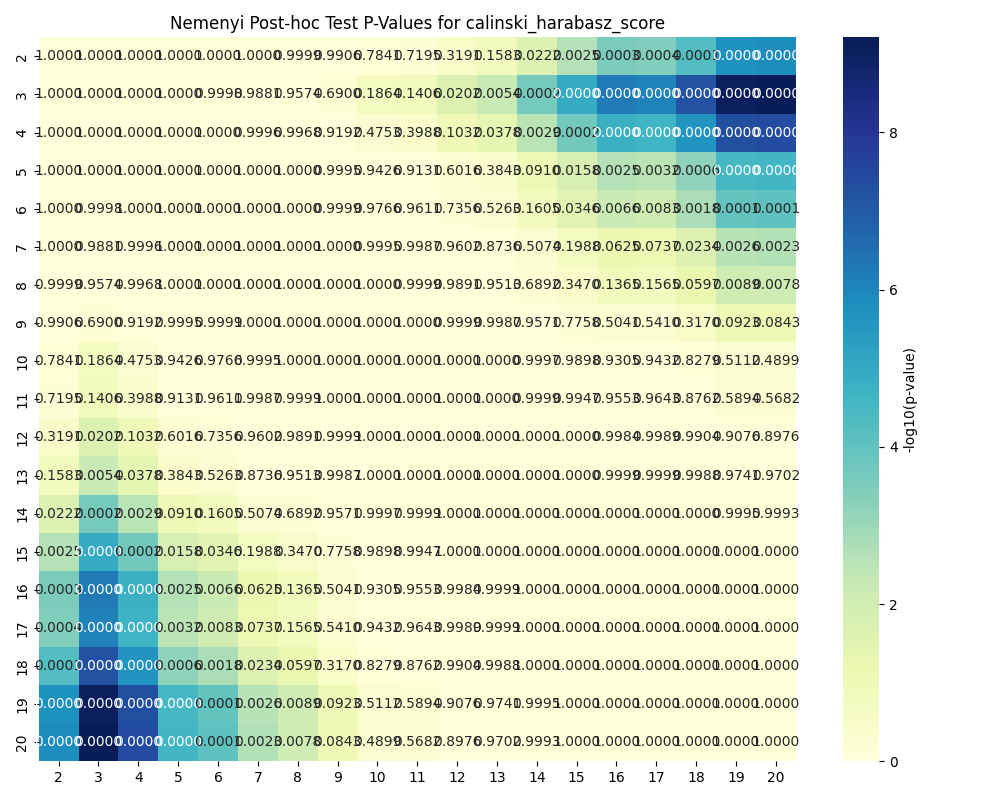 Nemenyi Post-hoc Test P-Values for calinski_harabasz_score
2 1.0000 1.0000 1.0000 1.0000 1.0000 1.0000 0.9999 0.9906 0.7841 0.7195 0.3191 0.1583 0.0222 0.0025 0.0003 0.0004 0.0001 0.0000 0.0000
3 1.0000 1.0000 1.0000 1.0000 0.9998 0.9881 0.9574 0.6900 0.1864 0.1406 0.0202 0.0054 0.0002 0.0000 0.0000 0.0000 0.0000 0.0000 0.0000
4 1.0000 1.0000 1.0000 1.0000 1.0000 0.9996 0.9968 0.9192 0.4753 0.3988 0.1032 0.0378 0.0029 0.0002 0.0000 0.0000 0.0000 0.0000 0.0000
5 1.0000 1.0000 1.0000 1.0000 1.0000 1.0000 1.0000 0.9995 0.9426 0.9131 0.6016 0.3843 0.0910 0.0158 0.0025 0.0032 0.0006 0.0000 0.0000
6 1.0000 0.9998 1.0000 1.0000 1.0000 1.0000 1.0000 0.9999 0.9766 0.9611 0.7356 0.5263 0.1605 0.0346 0.0066 0.0083 0.0018 0.0001 0.0001
7 1.0000 0.9881 0.9996 1.0000 1.0000 1.0000 1.0000 1.0000 0.9995 0.9987 0.9602 0.8736 0.5074 0.1988 0.0625 0.0737 0.0234 0.0026 0.0023
8 0.9999 0.9574 0.9968 1.0000 1.0000 1.0000 1.0000 1.0000 1.0000 0.9999 0.9891 0.9513 0.6892 0.3470 0.1365 0.1565 0.0597 0.0089 0.0078
9 0.9906 0.6900 0.9192 0.9995 0.9999 1.0000 1.0000 1.0000 1.0000 1.0000 0.9999 0.9987 0.9571 0.7758 0.5041 0.5410 0.3170 0.0923 0.0843
10 0.7841 0.1864 0.4753 0.9426 0.9766 0.9995 1.0000 1.0000 1.0000 1.0000 1.0000 1.0000 0.9997 0.9898 0.9305 0.9432 0.8279 0.5112 0.4899
11 0.7195 0.1406 0.3988 0.9131 0.9611 0.9987 0.9999 1.0000 1.0000 1.0000 1.0000 1.0000 0.9999 0.9947 0.9553 0.9643 0.8762 0.5894 0.5682
12 0.3191 0.0202 0.1032 0.6016 0.7356 0.9602 0.9891 0.9999 1.0000 1.0000 1.0000 1.0000 1.0000 1.0000 0.9984 0.9989 0.9904 0.9076 0.8976
13 0.1583 0.0054 0.0378 0.3843 0.5263 0.8736 0.9513 0.9987 1.0000 1.0000 1.0000 1.0000 1.0000 1.0000 0.9999 0.9999 0.9988 0.9741 0.9702
14 0.0222 0.0002 0.0029 0.0910 0.1605 0.5074 0.6892 0.9571 0.9997 0.9999 1.0000 1.0000 1.0000 1.0000 1.0000 1.0000 1.0000 0.9995 0.9993
15 0.0025 0.0000 0.0002 0.0158 0.0346 0.1988 0.3470 0.7758 0.9898 0.9947 1.0000 1.0000 1.0000 1.0000 1.0000 1.0000 1.0000 1.0000 1.0000
16 0.0003 0.0000 0.0000 0.0025 0.0066 0.0625 0.1365 0.5041 0.9305 0.9553 0.9984 0.9999 1.0000 1.0000 1.0000 1.0000 1.0000 1.0000 1.0000
17 0.0004 0.0000 0.0000 0.0032 0.0083 0.0737 0.1565 0.5410 0.9432 0.9643 0.9989 0.9999 1.0000 1.0000 1.0000 1.0000 1.0000 1.0000 1.0000
18 0.0001 0.0000 0.0000 0.0006 0.0018 0.0234 0.0597 0.3170 0.8279 0.8762 0.9904 0.9988 1.0000 1.0000 1.0000 1.0000 1.0000 1.0000 1.0000
19 0.0000 0.0000 0.0000 0.0000 0.0001 0.0026 0.0089 0.0923 0.5112 0.5894 0.9076 0.9741 0.9995 1.0000 1.0000 1.0000 1.0000 1.0000 1.0000
20 0.0000 0.0000 0.0000 0.0000 0.0001 0.0023 0.0078 0.0843 0.4899 0.5682 0.8976 0.9702 0.9993 1.0000 1.0000 1.0000 1.0000 1.0000 1.0000
2 3 4 5 6 7 8 9 10 11 12 13 14 15 16 17 18 19 20
8
6
4
2
0
-log10(p-value)